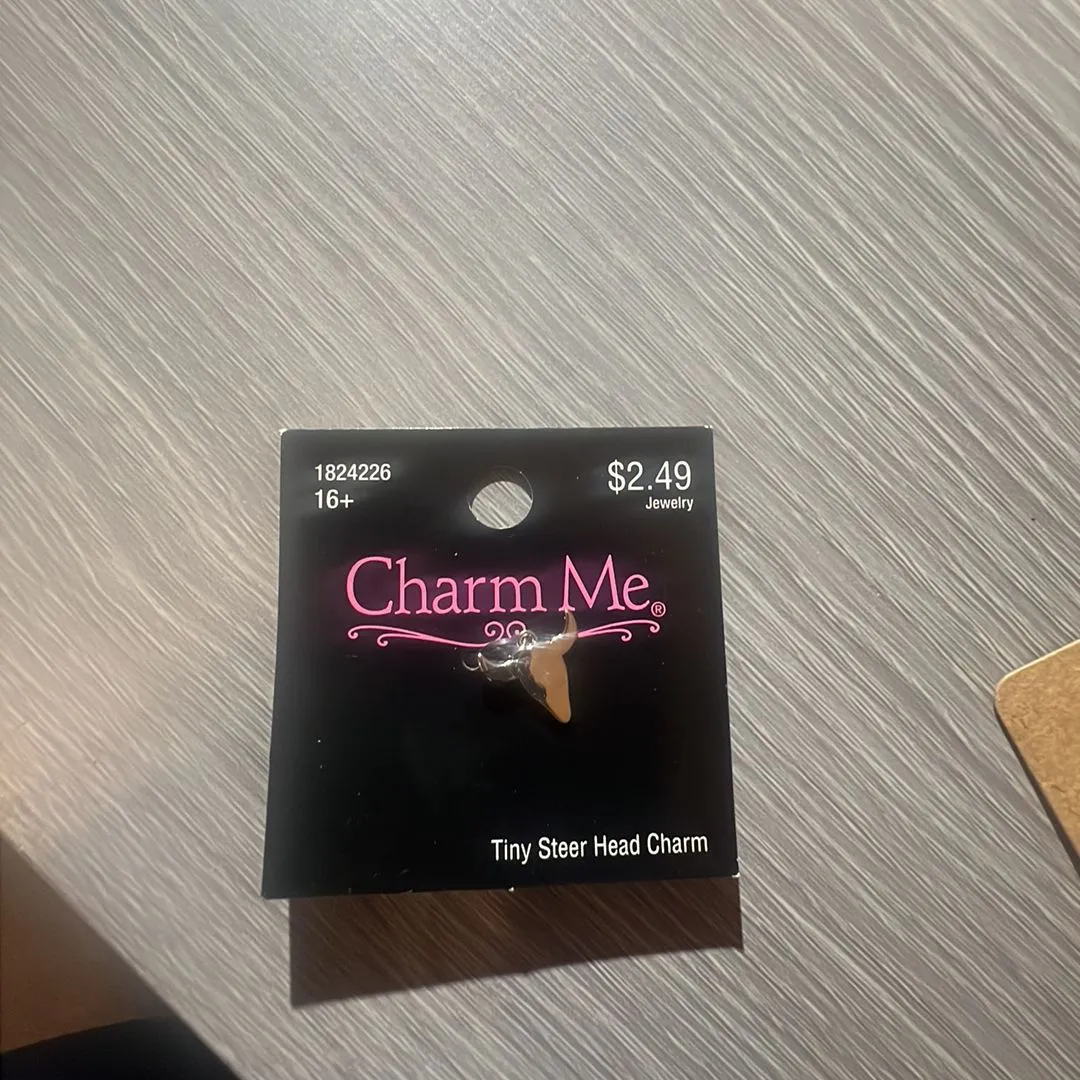 1824226
16+
$2.49
Jewelry
Charm Me®
Tiny Steer Head Charm